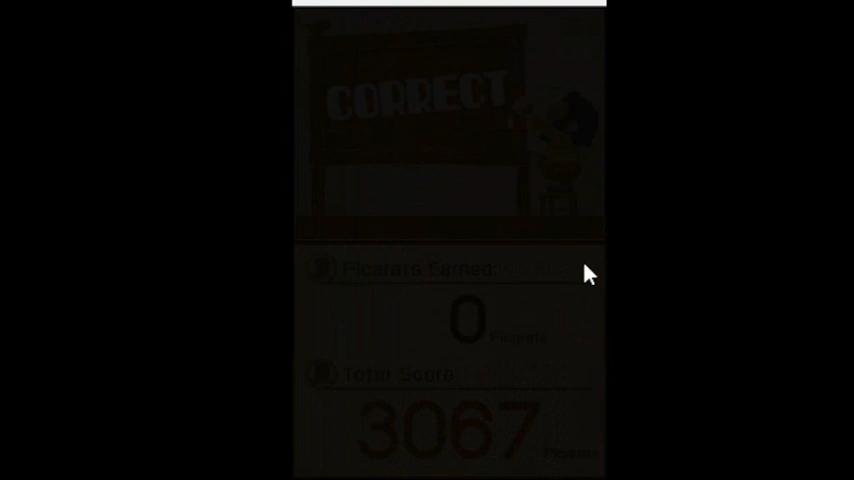 CORRECT
Picarats Earned:
0 Picarats
Total Score
3067 Picarats